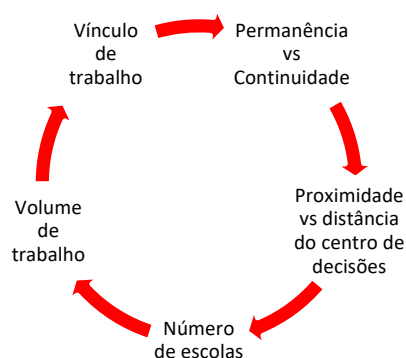 Vínculo
de
trabalho
Permanência
vs
Continuidade
Proximidade
vs distância
do centro de
decisões
Número
de escolas
Volume
de
trabalho